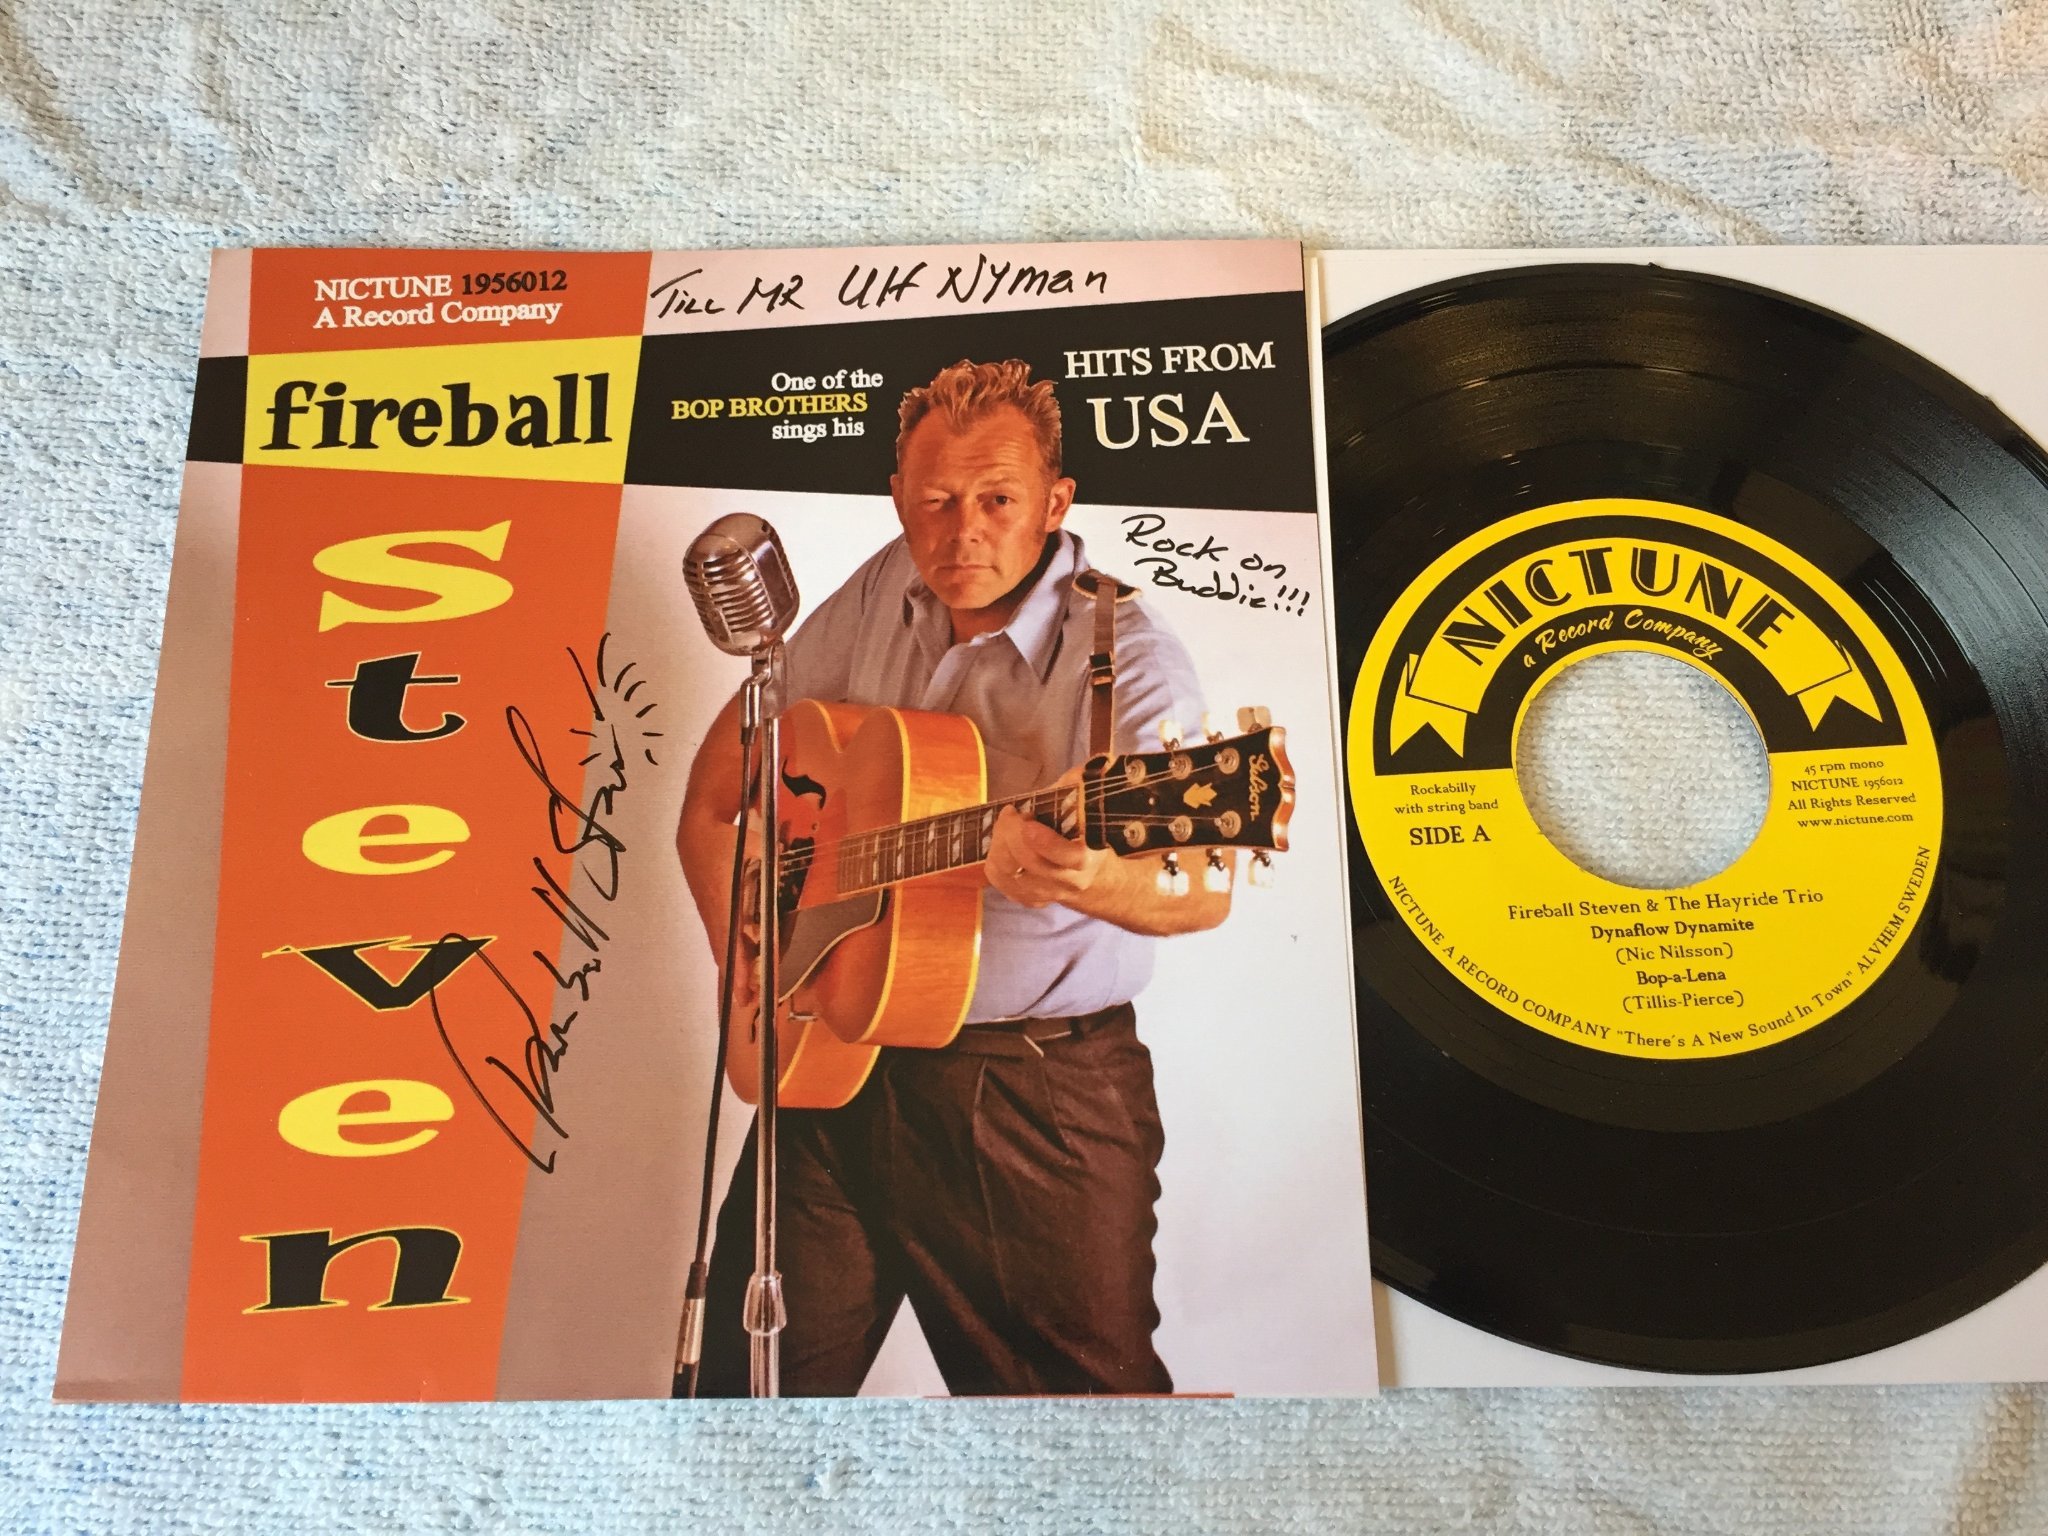 NICTUNE 1956012
A Record Company
Till MR Ulf Nyman
fireball
Steven
One of the
BOP BROTHERS
sings his
HITS FROM
USA
Rock on
Buddie!!!
Fireball Steven
Gibson
NICTUNE
a Record Company
Rockabilly
with string band
SIDE A
45 rpm mono
NICTUNE 1956012
All Rights Reserved
www.nictune.com
Fireball Steven & The Hayride Trio
Dynaflow Dynamite
(Nic Nilsson)
Bop-a-Lena
(Tillis-Pierce)
NICTUNE A RECORD COMPANY "There´s A New Sound In Town" ALVHEM SWEDEN